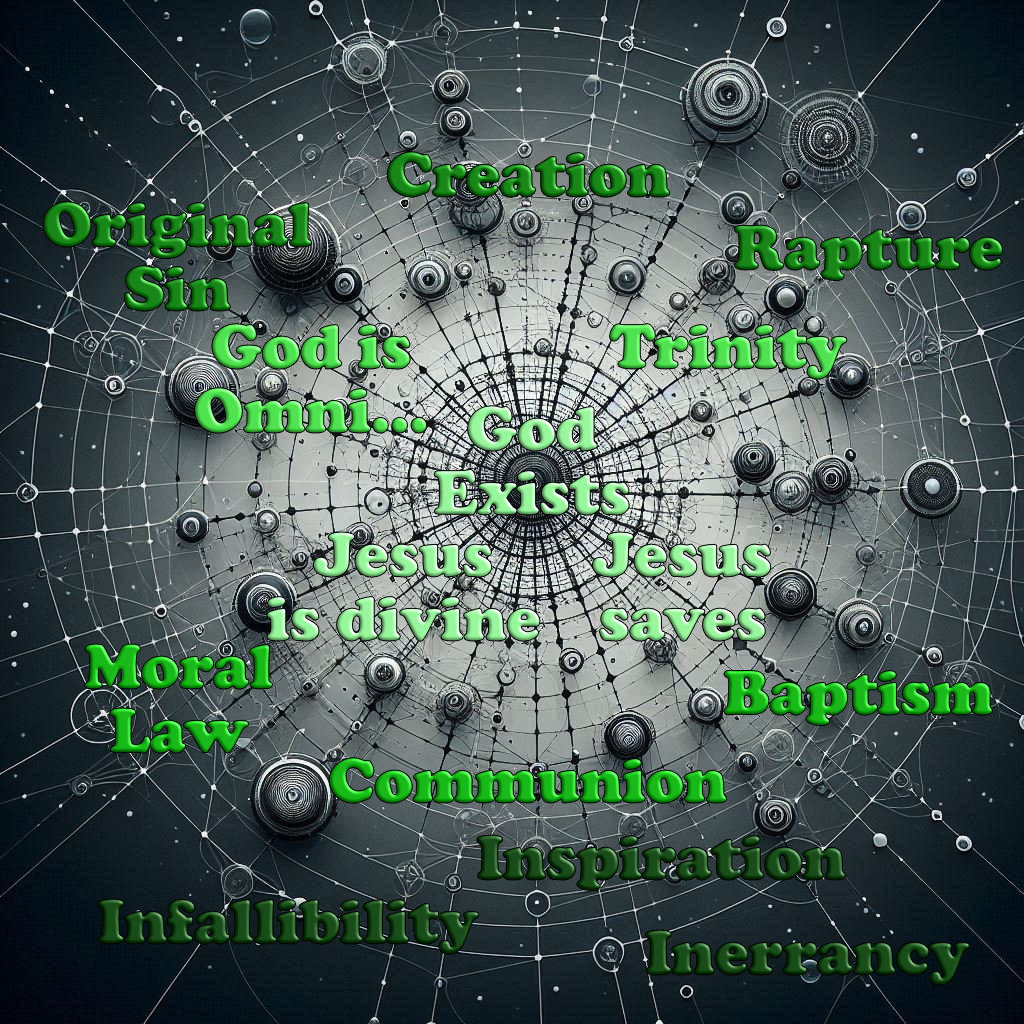 Creation
Original
Sin
Rapture
God is
Omni...
Trinity
God
Exists
Jesus
is divine
Jesus
saves
Moral
Law
Baptism
Communion
Inspiration
Infallibility
Inerrancy